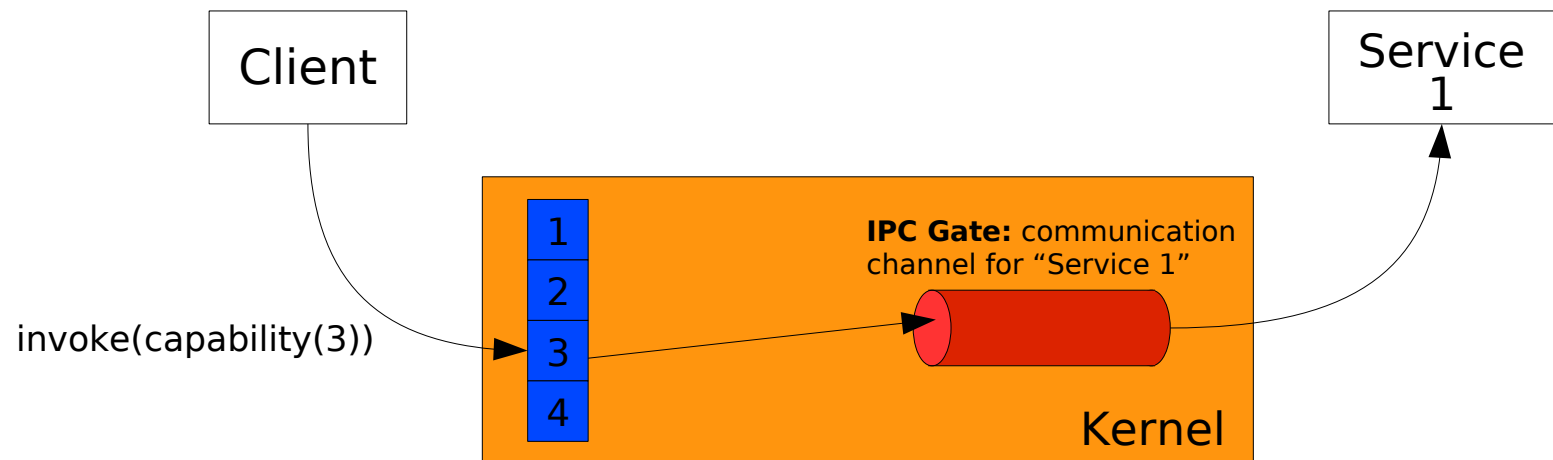 Client
Service
1
1
2
3
4
IPC Gate: communication
channel for “Service 1”
invoke(capability(3))
Kernel